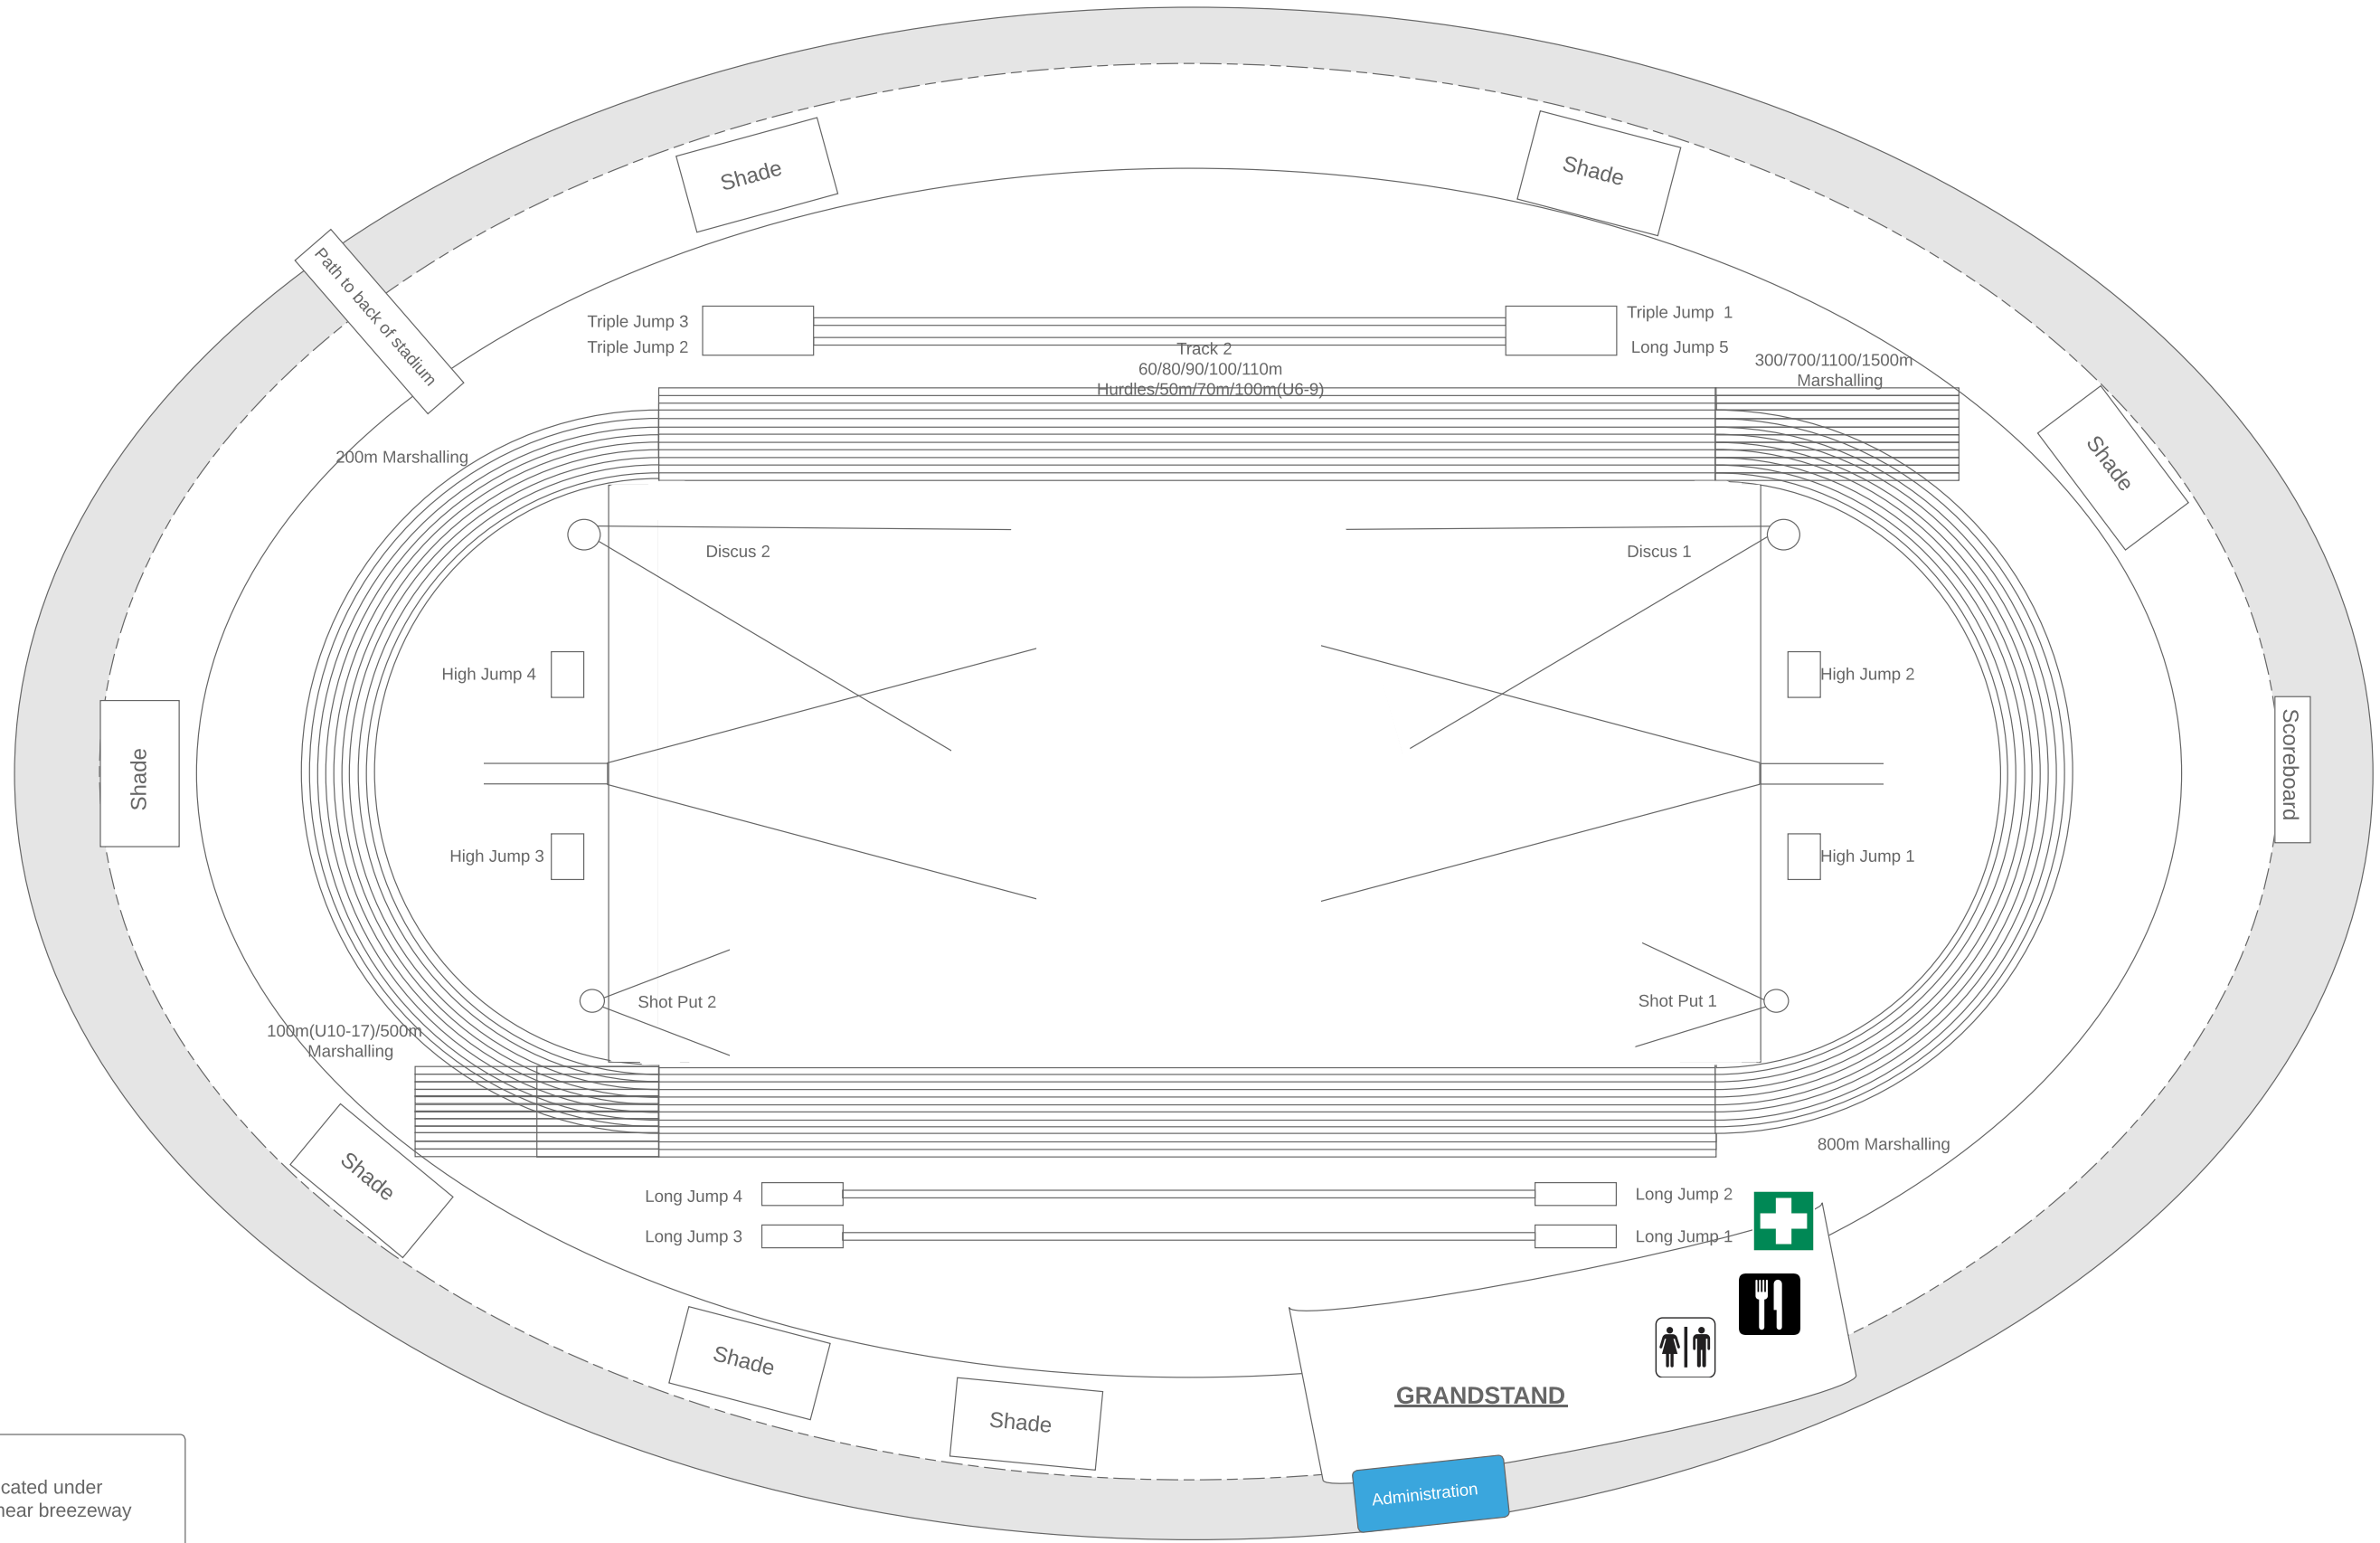 Shade
Shade
Path to back of stadium
Triple Jump 3
Triple Jump 2
Triple Jump  1
Long Jump 5
Track 2
60/80/90/100/110m
Hurdles/50m/70m/100m(U6-9)
300/700/1100/1500m
Marshalling
200m Marshalling
Shade
Discus 2
Discus 1
High Jump 4
High Jump 2
Shade
Scoreboard
High Jump 3
High Jump 1
Shot Put 2
Shot Put 1
100m(U10-17)/500m
Marshalling
800m Marshalling
Shade
Long Jump 4
Long Jump 2
Long Jump 3
Long Jump 1
Shade
Shade
GRANDSTAND
Administration
cated under
near breezeway